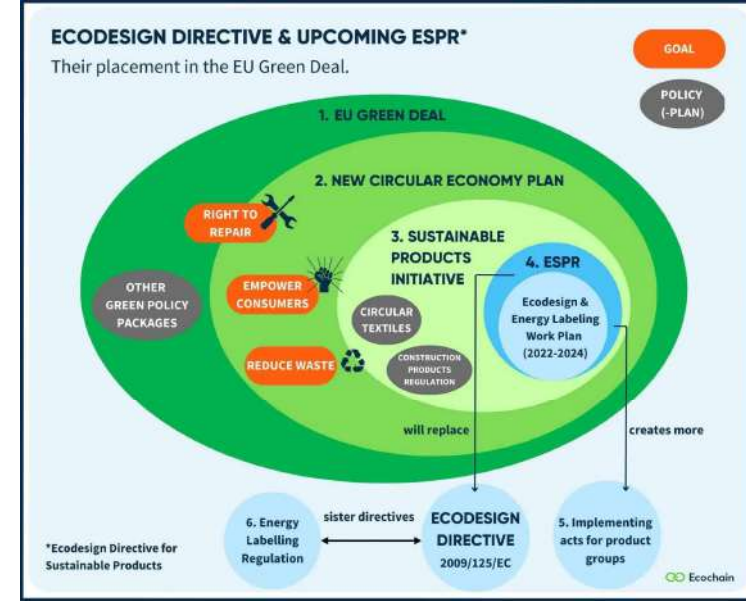 ECODESIGN DIRECTIVE & UPCOMING ESPR*
Their placement in the EU Green Deal.
GOAL
POLICY
(-PLAN)
1. EU GREEN DEAL
2. NEW CIRCULAR ECONOMY PLAN
RIGHT TO
REPAIR
3. SUSTAINABLE
PRODUCTS
INITIATIVE
4. ESPR
Ecodesign &
Energy Labeling
Work Plan
(2022-2024)
OTHER
GREEN POLICY
PACKAGES
EMPOWER
CONSUMERS
CIRCULAR
TEXTILES
REDUCE WASTE
CONSTRUCTION
PRODUCTS
REGULATION
will replace
creates more
6. Energy
Labelling
Regulation
sister directives
ECODESIGN
DIRECTIVE
2009/125/EC
5. Implementing
acts for product
groups
*Ecodesign Directive for
Sustainable Products
Ecochain